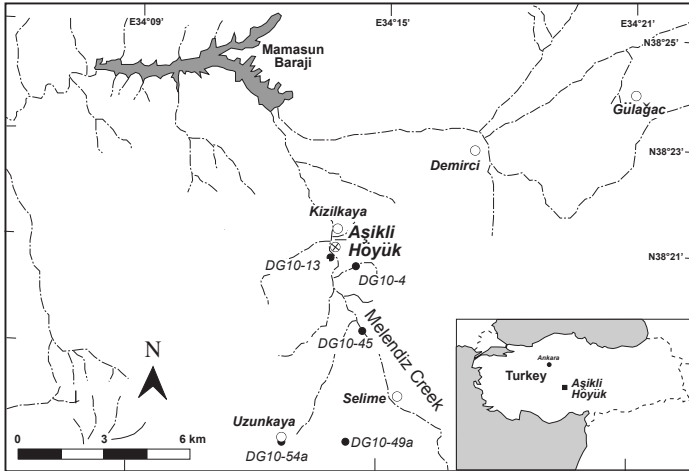 E34°09'
E34°15'
E34°21'
N38°25'
Mamasun
Baraji
Gülağac
N38°23'
Demirci
Kizilkaya
Aşikli
Höyük
N38°21'
DG10-13
DG10-4
Melendiz Creek
DG10-45
N
Ankara
Turkey
Aşikli
Höyük
Selime
Uzunkaya
DG10-49a
DG10-54a
0 3 6 km